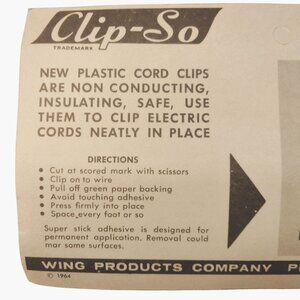 Clip-So
TRADEMARK
NEW PLASTIC CORD CLIPS
ARE NON CONDUCTING,
INSULATING, SAFE, USE
THEM TO CLIP ELECTRIC
CORDS NEATLY IN PLACE
DIRECTIONS
• Cut at scored mark with scissors
• Clip on to wire
• Pull off green paper backing
• Avoid touching adhesive
• Press firmly into place
• Space every foot or so
Super stick adhesive is designed for
permanent application. Removal could
mar some surfaces.
WING PRODUCTS COMPANY P
© 1964